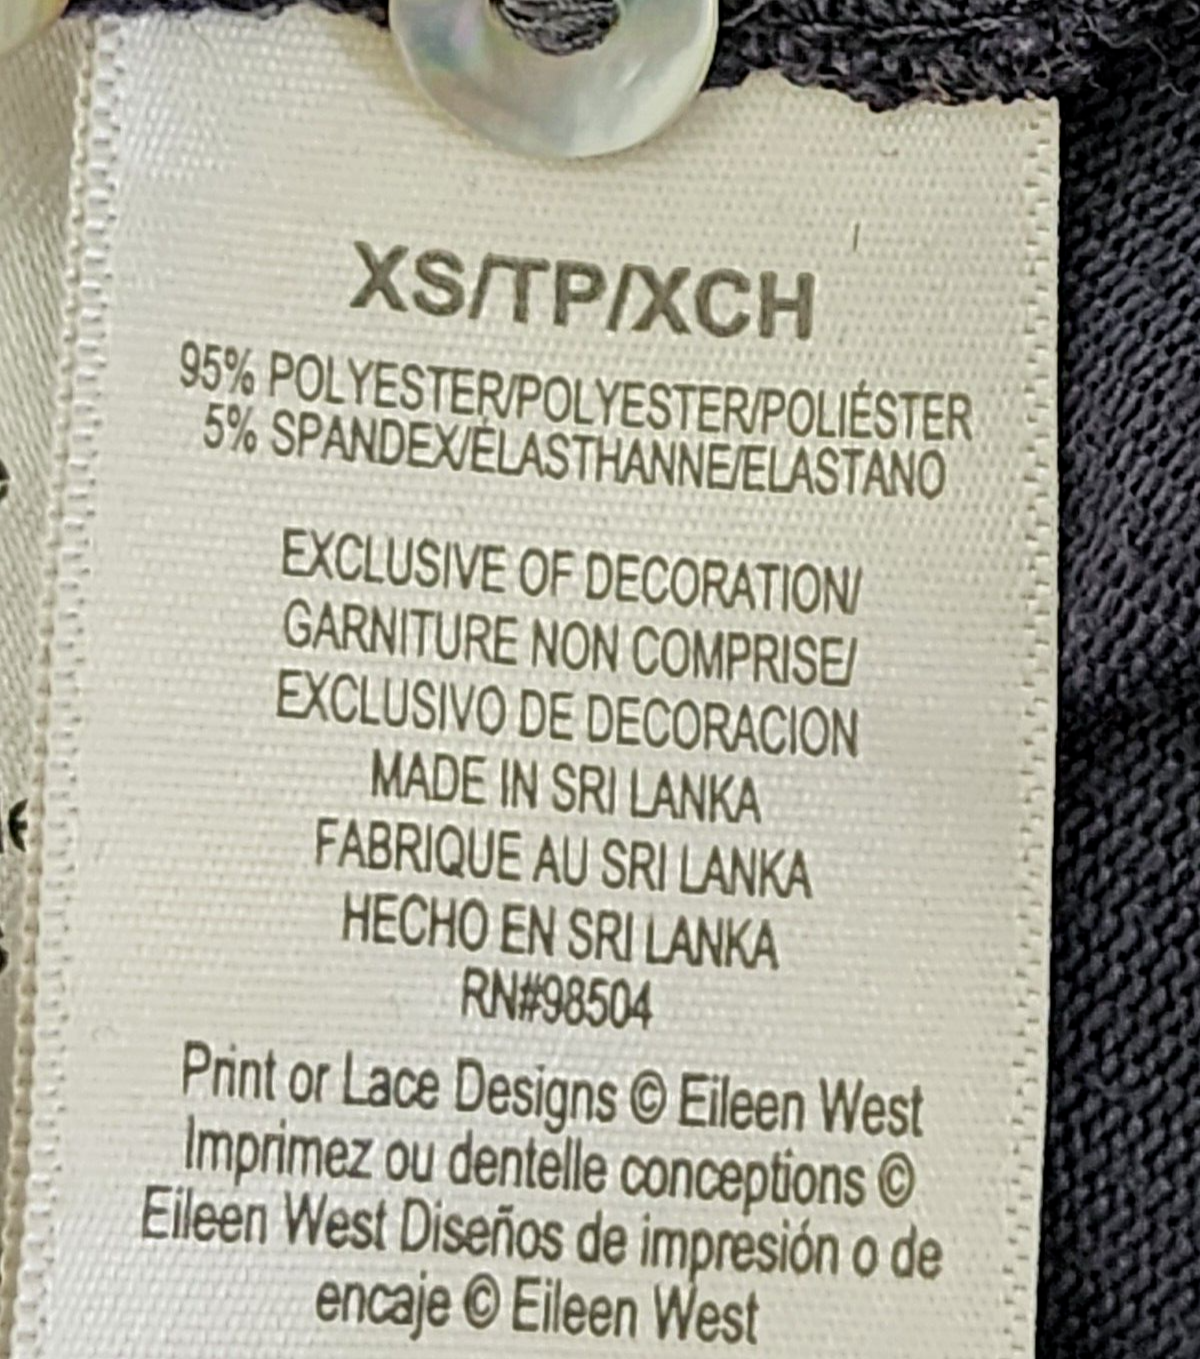 XS/TP/XCH
95% POLYESTER/POLYESTER/POLIÉSTER
5% SPANDEX/ÉLASTHANNE/ELASTANO
EXCLUSIVE OF DECORATION/
GARNITURE NON COMPRISE/
EXCLUSIVO DE DECORACION
MADE IN SRI LANKA
FABRIQUE AU SRI LANKA
HECHO EN SRI LANKA
RN#98504
Print or Lace Designs © Eileen West
Imprimez ou dentelle conceptions ©
Eileen West Diseños de impresión o de
encaje © Eileen West